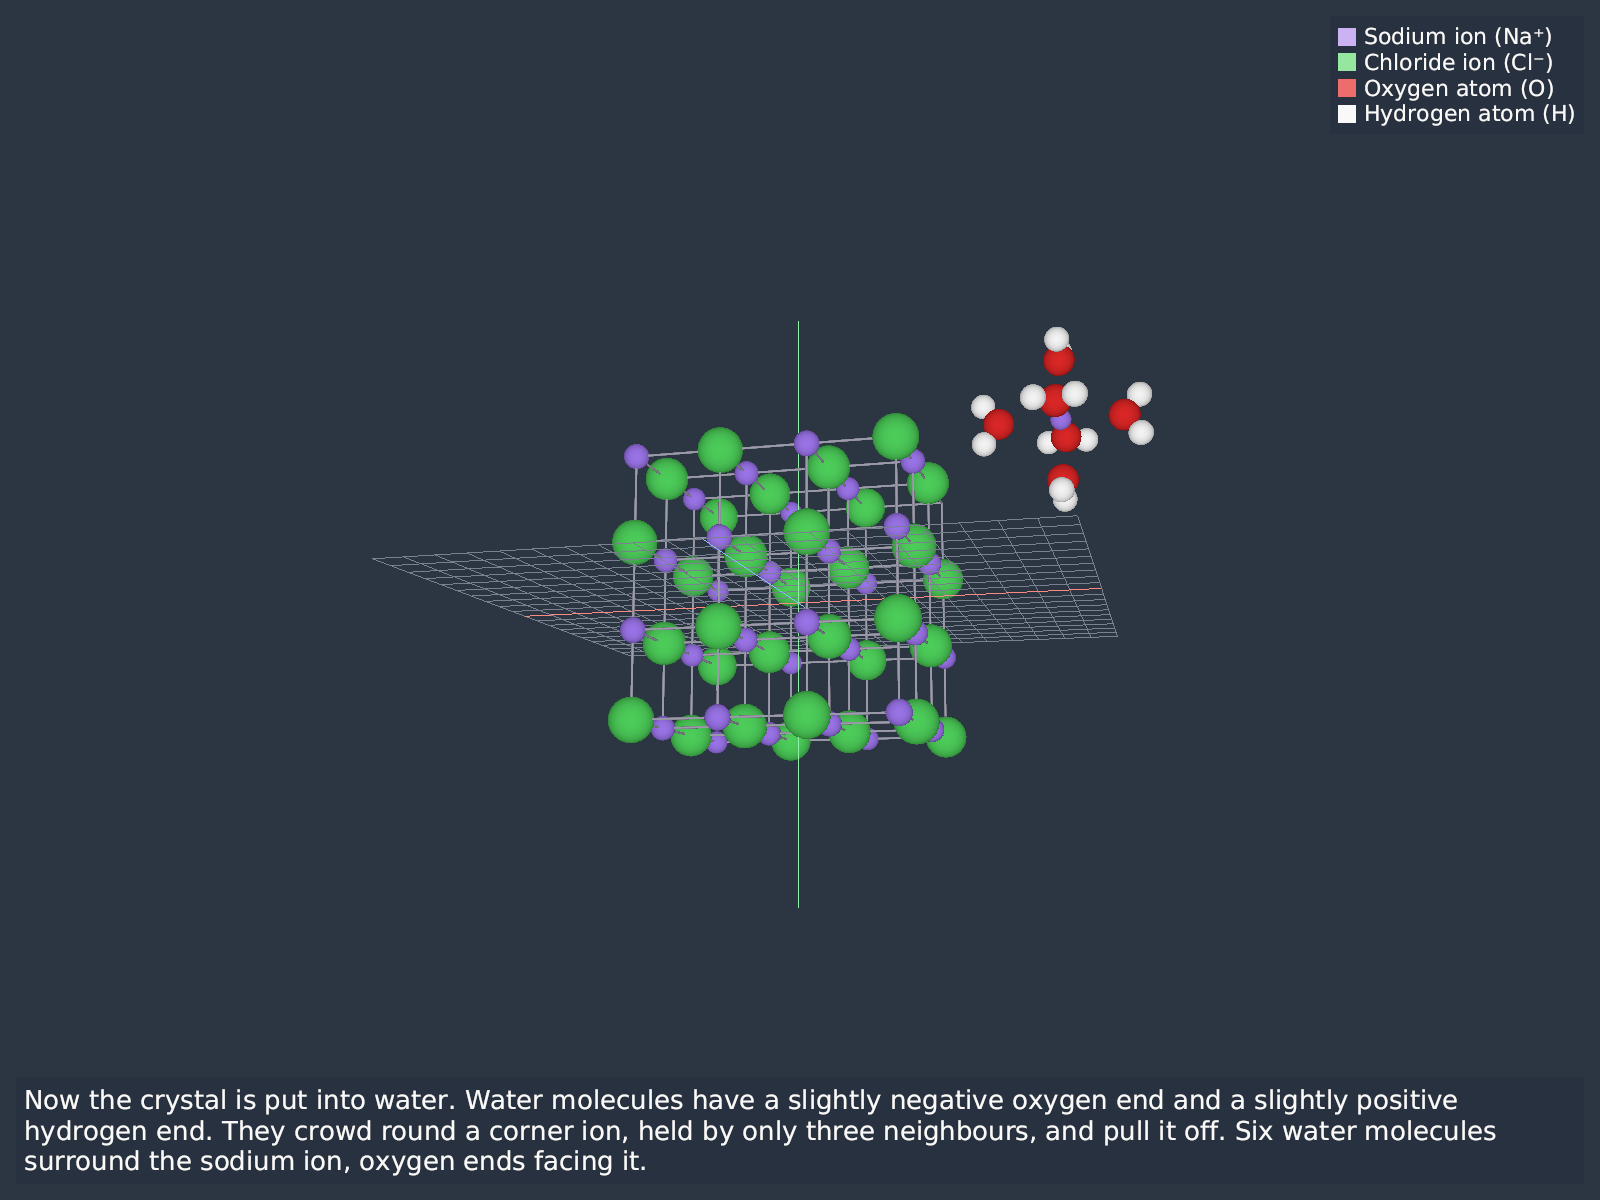 Sodium ion (Na⁺)
Chloride ion (Cl⁻)
Oxygen atom (O)
Hydrogen atom (H)
Now the crystal is put into water. Water molecules have a slightly negative oxygen end and a slightly positive
hydrogen end. They crowd round a corner ion, held by only three neighbours, and pull it off. Six water molecules
surround the sodium ion, oxygen ends facing it.